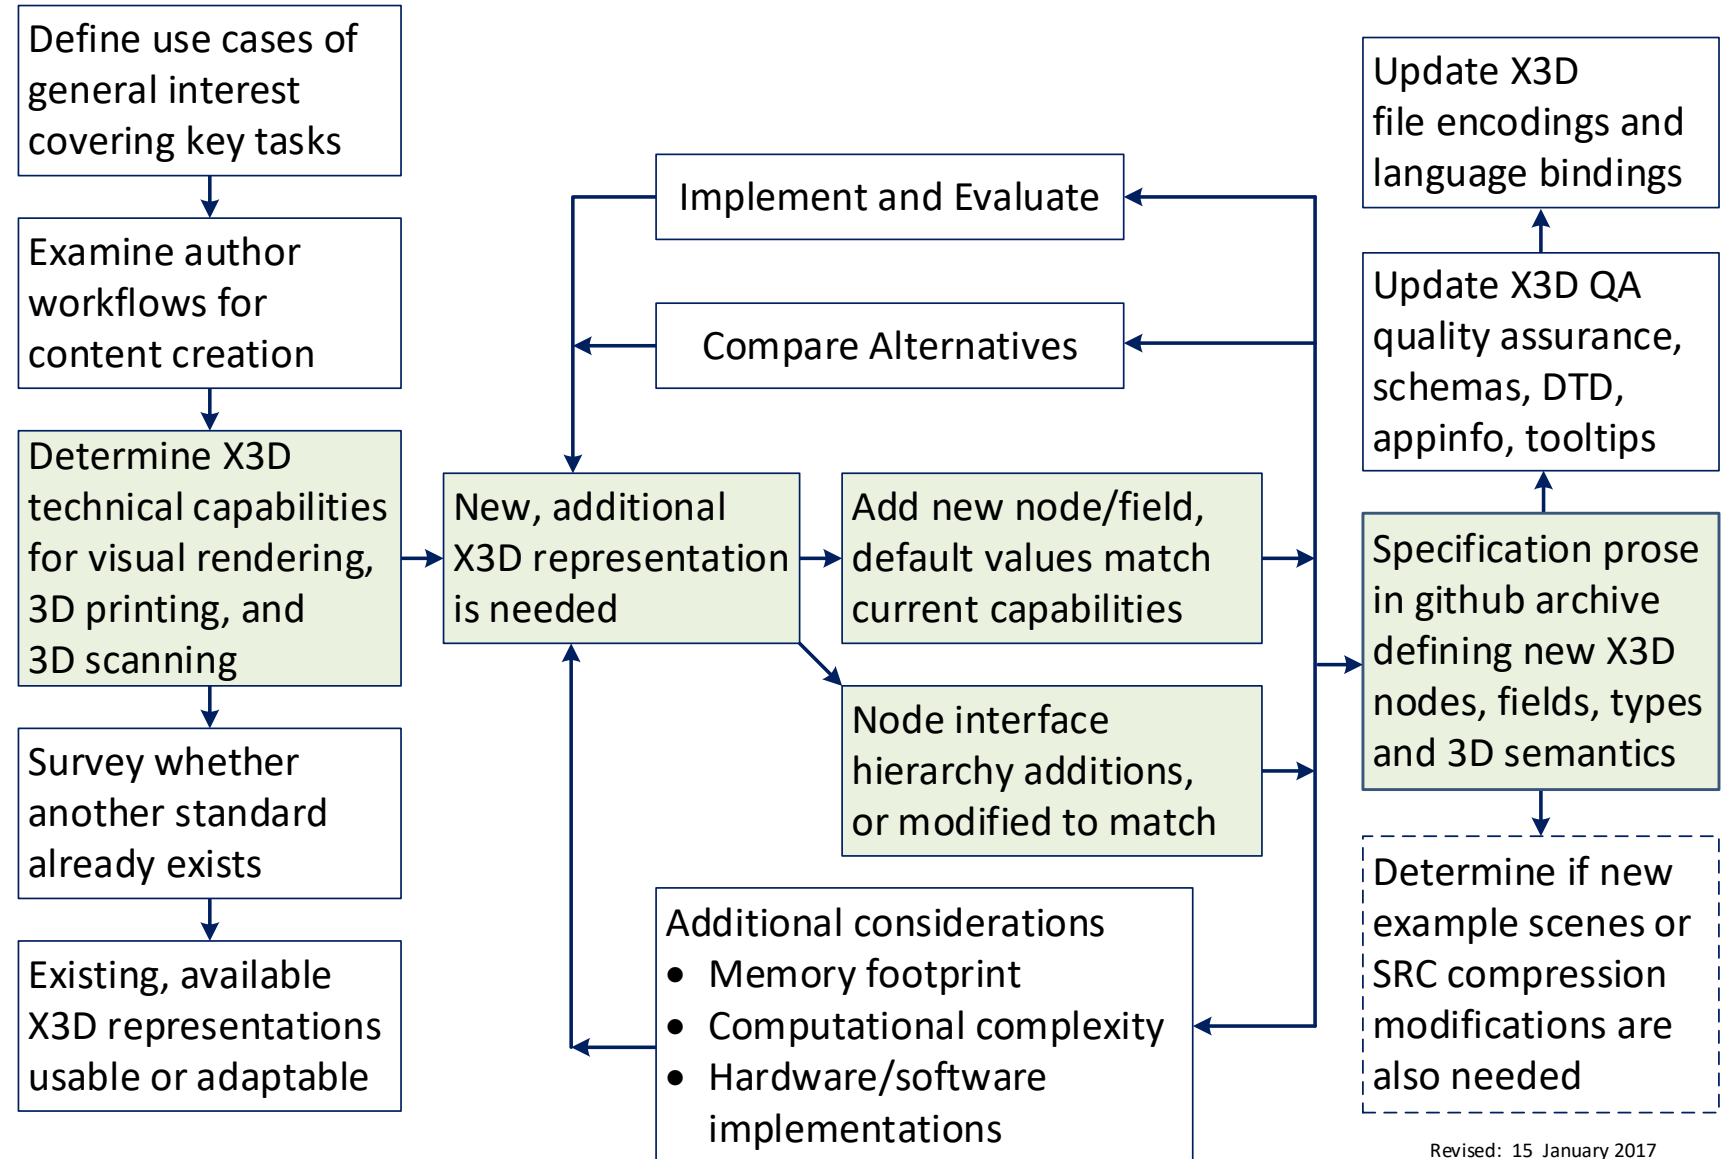 Define use cases of
general interest
covering key tasks
Examine author
workflows for
content creation
Determine X3D
technical capabilities
for visual rendering,
3D printing, and
3D scanning
Survey whether
another standard
already exists
Existing, available
X3D representations
usable or adaptable
Implement and Evaluate
Compare Alternatives
New, additional
X3D representation
is needed
Add new node/field,
default values match
current capabilities
Node interface
hierarchy additions,
or modified to match
Additional considerations
• Memory footprint
• Computational complexity
• Hardware/software
implementations
Update X3D
file encodings and
language bindings
Update X3D QA
quality assurance,
schemas, DTD,
appinfo, tooltips
Specification prose
in github archive
defining new X3D
nodes, fields, types
and 3D semantics
Determine if new
example scenes or
SRC compression
modifications are
also needed
Revised: 15 January 2017